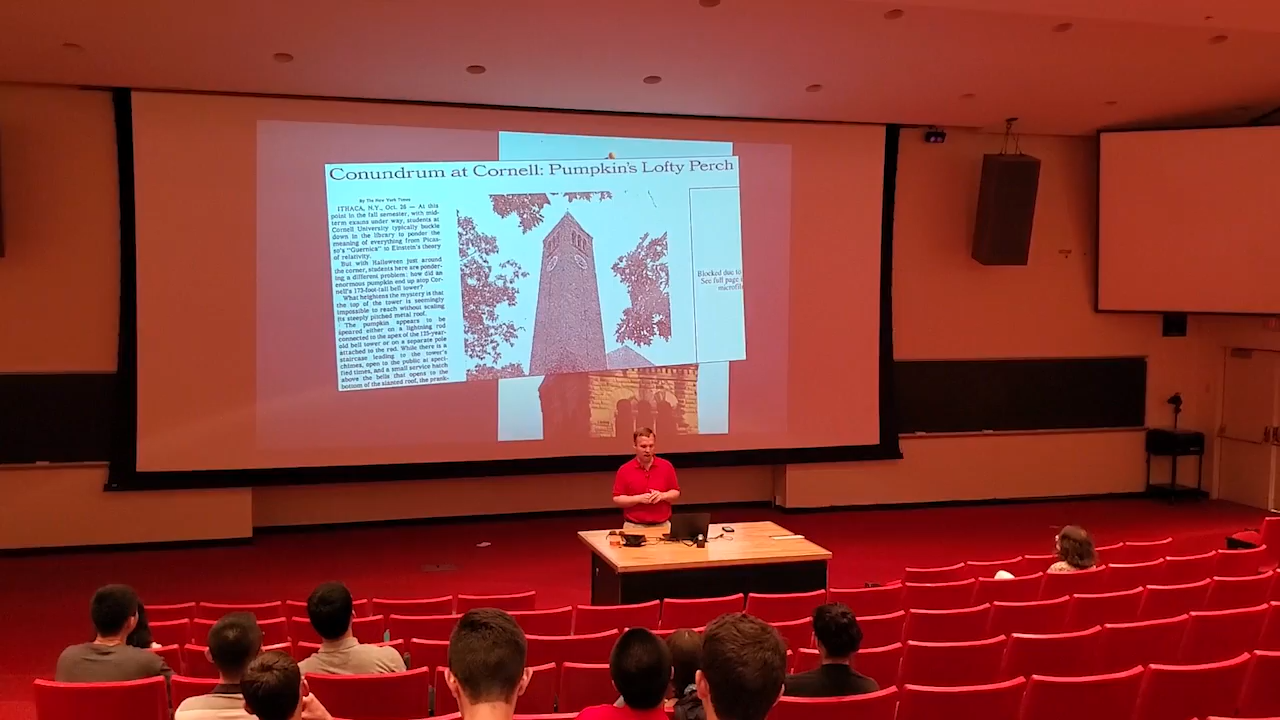 Conundrum at Cornell: Pumpkin's Lofty Perch
By The New York Times
ITHACA, N.Y., Oct. 26 — At this
point in the fall semester, with mid-
term exams under way, students at
Cornell University typically buckle
down in the library to ponder the
meaning of everything from Picas-
so's "Guernica" to Einstein's theory
of relativity.
But with Halloween just around
the corner, students here are ponder-
ing a different problem: how did an
enormous pumpkin end up atop Cor-
nell's 173-foot-tall bell tower?
What heightens the mystery is that
the top of the tower is seemingly
impossible to reach without scaling
its steeply pitched metal roof.
The pumpkin appears to be
speared either on a lightning rod
connected to the apex of the 125-year-
old bell tower or on a separate pole
attached to the rod. While there is a
staircase leading to the tower's
chimes, open to the public at speci-
fied times, and a small service hatch
above the bells that opens to the
bottom of the slanted roof, the prank-
Blocked due to
See full page
microfil